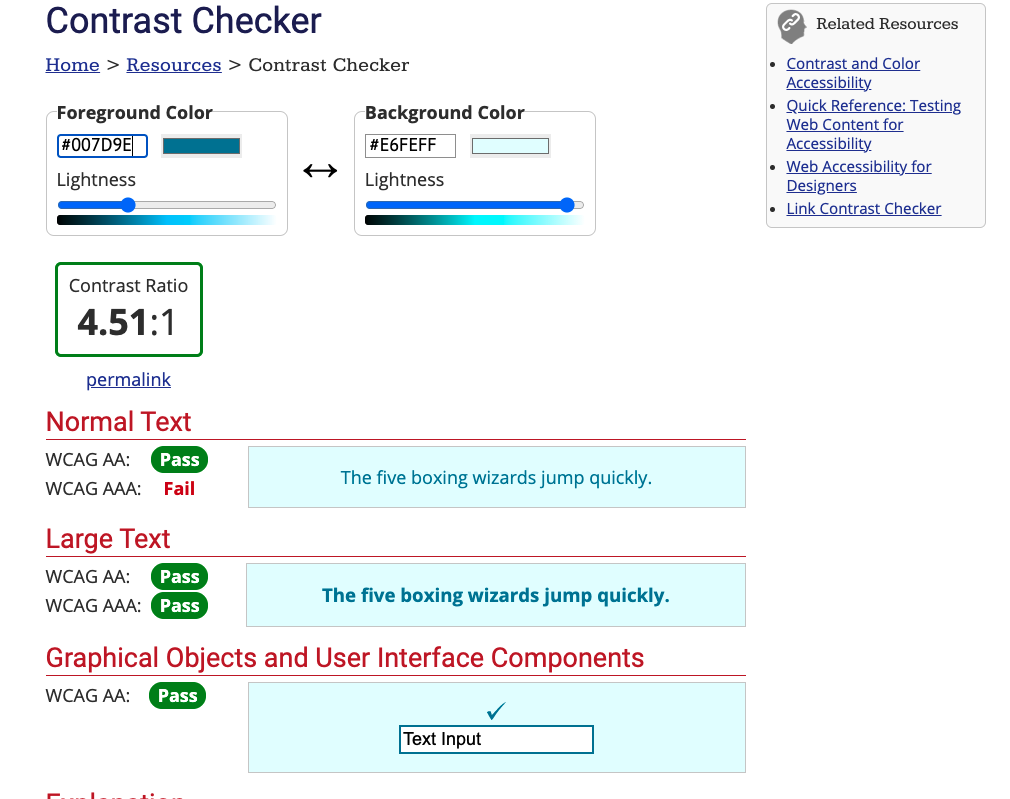 Contrast Checker
Home > Resources > Contrast Checker
Foreground Color
#007D9E
Lightness
Background Color
#E6FEFF
Lightness
Contrast Ratio
4.51:1
permalink
Normal Text
WCAG AA: Pass
WCAG AAA: Fail
The five boxing wizards jump quickly.
Large Text
WCAG AA: Pass
WCAG AAA: Pass
The five boxing wizards jump quickly.
Graphical Objects and User Interface Components
WCAG AA: Pass
✓
Text Input
Related Resources
Contrast and Color
Accessibility
Quick Reference: Testing
Web Content for
Accessibility
Web Accessibility for
Designers
Link Contrast Checker